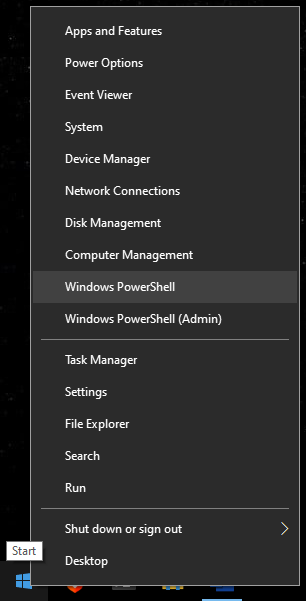 Apps and Features
Power Options
Event Viewer
System
Device Manager
Network Connections
Disk Management
Computer Management
Windows PowerShell
Windows PowerShell (Admin)
Task Manager
Settings
File Explorer
Search
Run
Shut down or sign out
Start
Desktop